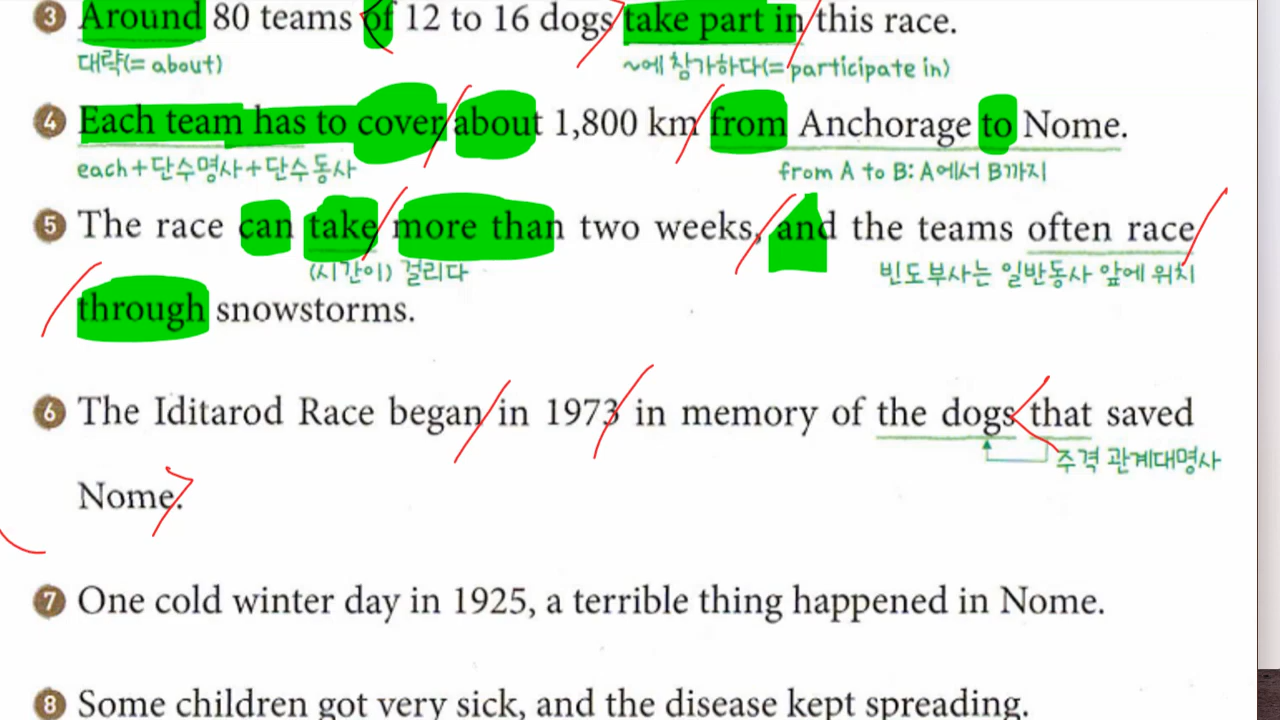 3 Around 80 teams of 12 to 16 dogs take part in this race.
대략(= about) ~에 참가하다(= participate in)
4 Each team has to cover about 1,800 km from Anchorage to Nome.
each+단수명사+단수동사 from A to B: A에서 B까지
5 The race can take more than two weeks, and the teams often race
(시간이) 걸리다 빈도부사는 일반동사 앞에 위치
through snowstorms.
6 The Iditarod Race began in 1973 in memory of the dogs that saved
주격 관계대명사
Nome.
7 One cold winter day in 1925, a terrible thing happened in Nome.
8 Some children got very sick, and the disease kept spreading.